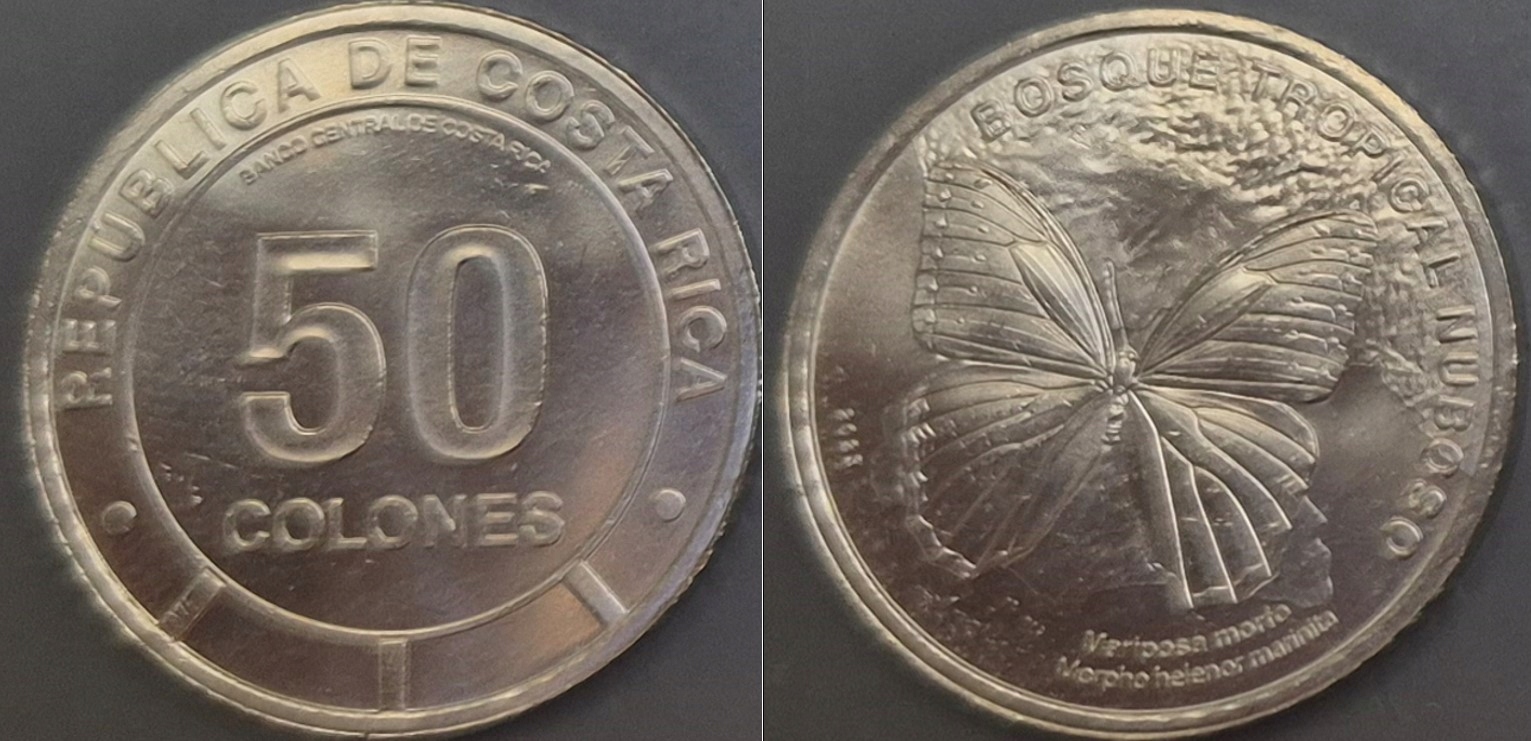 REPUBLICA DE COSTA RICA
BANCO CENTRAL DE COSTA RICA
50
COLONES
BOSQUE TROPICAL NUBOSO
Mariposa morfo
Morpho helenor marinita